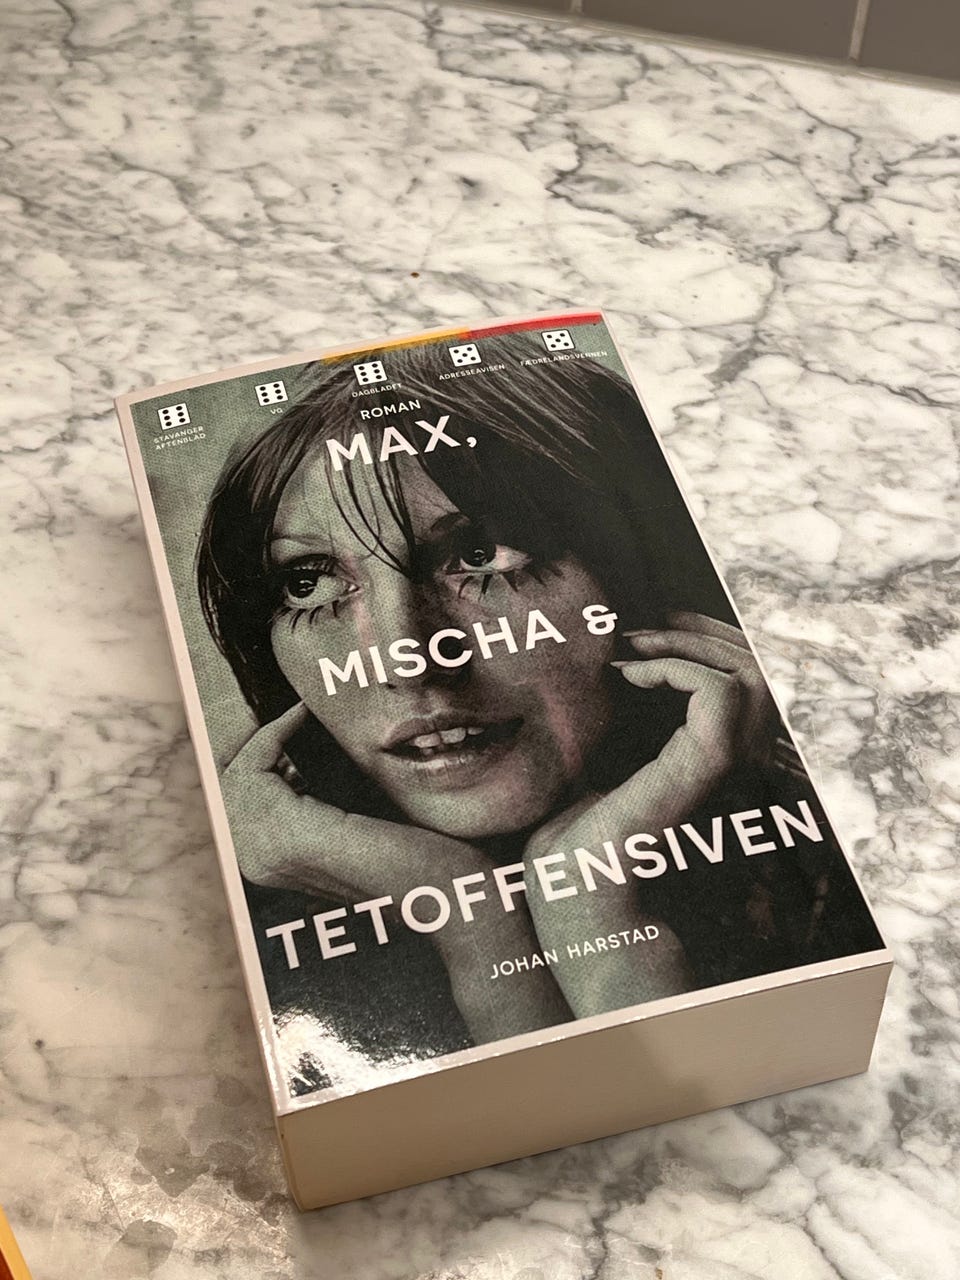 STAVANGER
AFTENBLAD
VG
DAGBLADET
ADRESSEAVISEN
FÆDRELANDSVENNEN
ROMAN
MAX,
MISCHA &
TETOFFENSIVEN
JOHAN HARSTAD